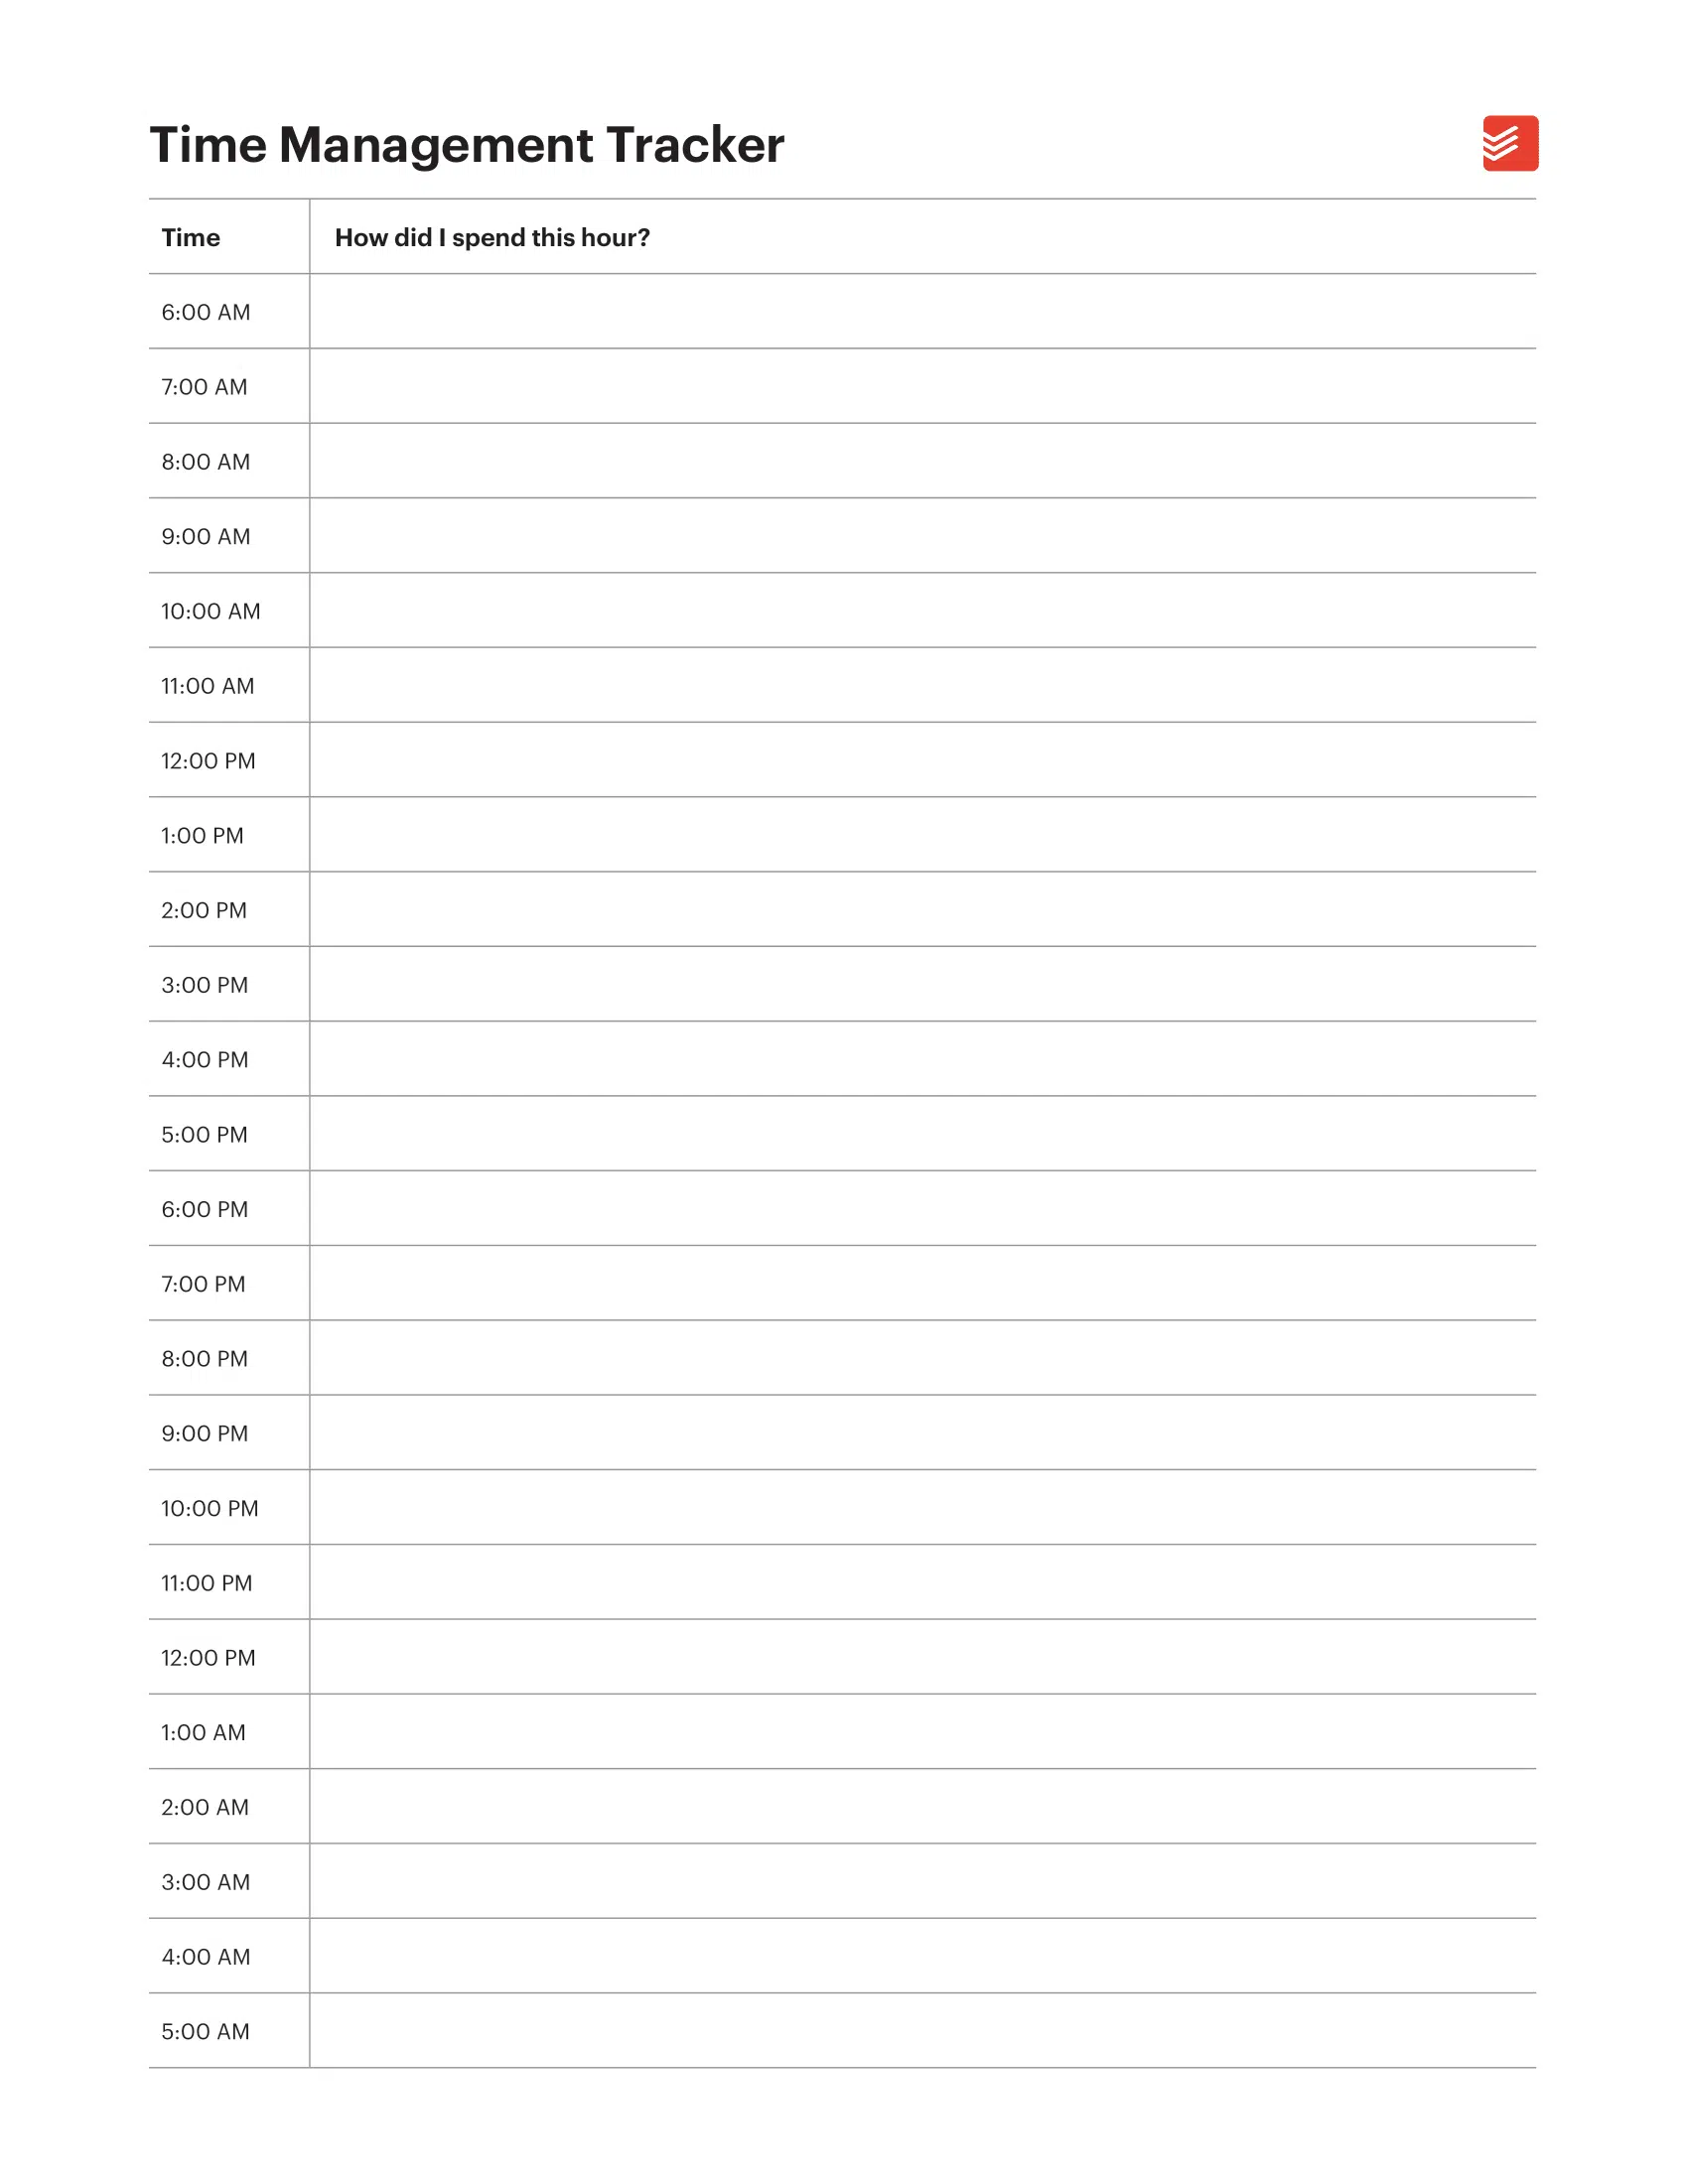 Time Management Tracker
Time How did I spend this hour?
6:00 AM
7:00 AM
8:00 AM
9:00 AM
10:00 AM
11:00 AM
12:00 PM
1:00 PM
2:00 PM
3:00 PM
4:00 PM
5:00 PM
6:00 PM
7:00 PM
8:00 PM
9:00 PM
10:00 PM
11:00 PM
12:00 PM
1:00 AM
2:00 AM
3:00 AM
4:00 AM
5:00 AM